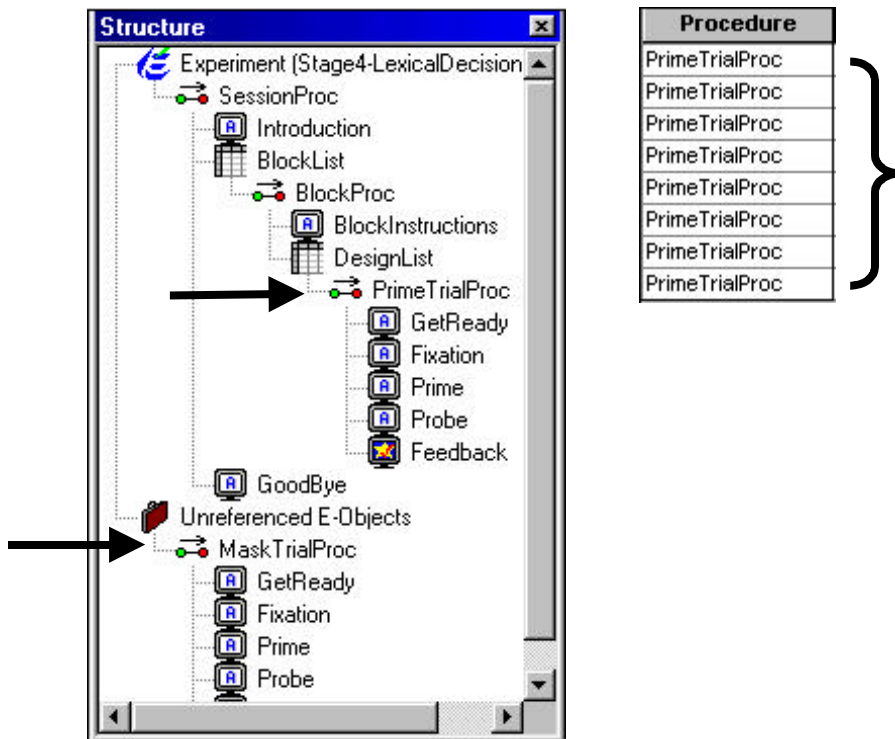 Structure
Experiment (Stage4-LexicalDecision
SessionProc
Introduction
BlockList
BlockProc
BlockInstructions
DesignList
PrimeTrialProc
GetReady
Fixation
Prime
Probe
Feedback
GoodBye
Unreferenced E-Objects
MaskTrialProc
GetReady
Fixation
Prime
Probe
Procedure
PrimeTrialProc
PrimeTrialProc
PrimeTrialProc
PrimeTrialProc
PrimeTrialProc
PrimeTrialProc
PrimeTrialProc
PrimeTrialProc